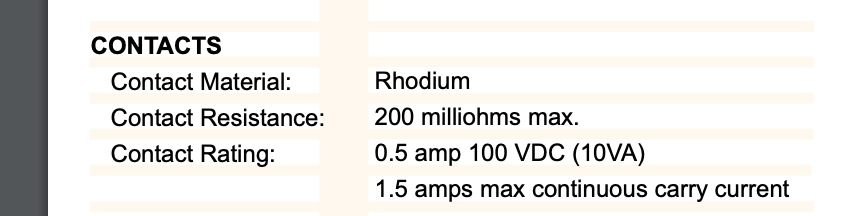 CONTACTS
Contact Material: Rhodium
Contact Resistance: 200 milliohms max.
Contact Rating: 0.5 amp 100 VDC (10VA)
1.5 amps max continuous carry current